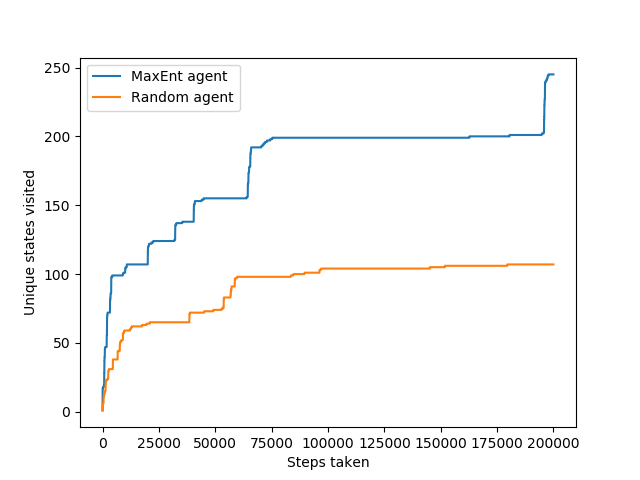 MaxEnt agent
Random agent
Unique states visited
250
200
150
100
50
0
0 25000 50000 75000 100000 125000 150000 175000 200000
Steps taken